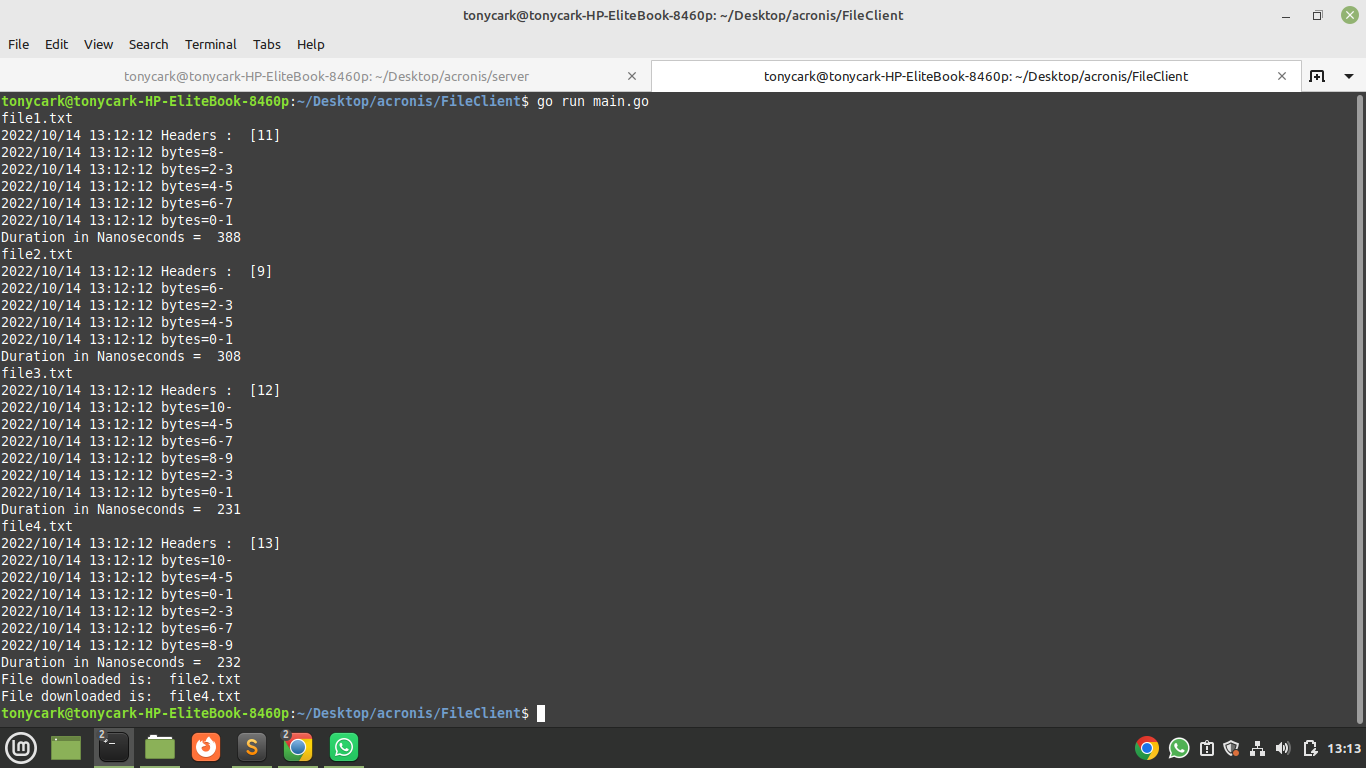 tonycark@tonycark-HP-EliteBook-8460p: ~/Desktop/acronis/FileClient
File Edit View Search Terminal Tabs Help
tonycark@tonycark-HP-EliteBook-8460p: ~/Desktop/acronis/server
tonycark@tonycark-HP-EliteBook-8460p: ~/Desktop/acronis/FileClient
tonycark@tonycark-HP-EliteBook-8460p:~/Desktop/acronis/FileClient$ go run main.go
file1.txt
2022/10/14 13:12:12 Headers :  [11]
2022/10/14 13:12:12 bytes=8-
2022/10/14 13:12:12 bytes=2-3
2022/10/14 13:12:12 bytes=4-5
2022/10/14 13:12:12 bytes=6-7
2022/10/14 13:12:12 bytes=0-1
Duration in Nanoseconds =  388
file2.txt
2022/10/14 13:12:12 Headers :  [9]
2022/10/14 13:12:12 bytes=6-
2022/10/14 13:12:12 bytes=2-3
2022/10/14 13:12:12 bytes=4-5
2022/10/14 13:12:12 bytes=0-1
Duration in Nanoseconds =  308
file3.txt
2022/10/14 13:12:12 Headers :  [12]
2022/10/14 13:12:12 bytes=10-
2022/10/14 13:12:12 bytes=4-5
2022/10/14 13:12:12 bytes=6-7
2022/10/14 13:12:12 bytes=8-9
2022/10/14 13:12:12 bytes=2-3
2022/10/14 13:12:12 bytes=0-1
Duration in Nanoseconds =  231
file4.txt
2022/10/14 13:12:12 Headers :  [13]
2022/10/14 13:12:12 bytes=10-
2022/10/14 13:12:12 bytes=4-5
2022/10/14 13:12:12 bytes=0-1
2022/10/14 13:12:12 bytes=2-3
2022/10/14 13:12:12 bytes=6-7
2022/10/14 13:12:12 bytes=8-9
Duration in Nanoseconds =  232
File downloaded is:  file2.txt
File downloaded is:  file4.txt
tonycark@tonycark-HP-EliteBook-8460p:~/Desktop/acronis/FileClient$
2 S 2 13:13